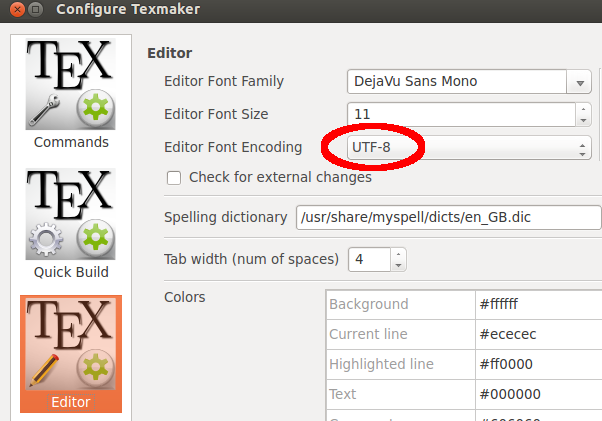 Configure Texmaker
TEX
Commands
TEX
Quick Build
TEX
Editor
Editor
Editor Font Family DejaVu Sans Mono
Editor Font Size 11
Editor Font Encoding UTF-8
Check for external changes
Spelling dictionary /usr/share/myspell/dicts/en_GB.dic
Tab width (num of spaces) 4
Colors
Background #ffffff
Current line #ececec
Highlighted line #ff0000
Text #000000